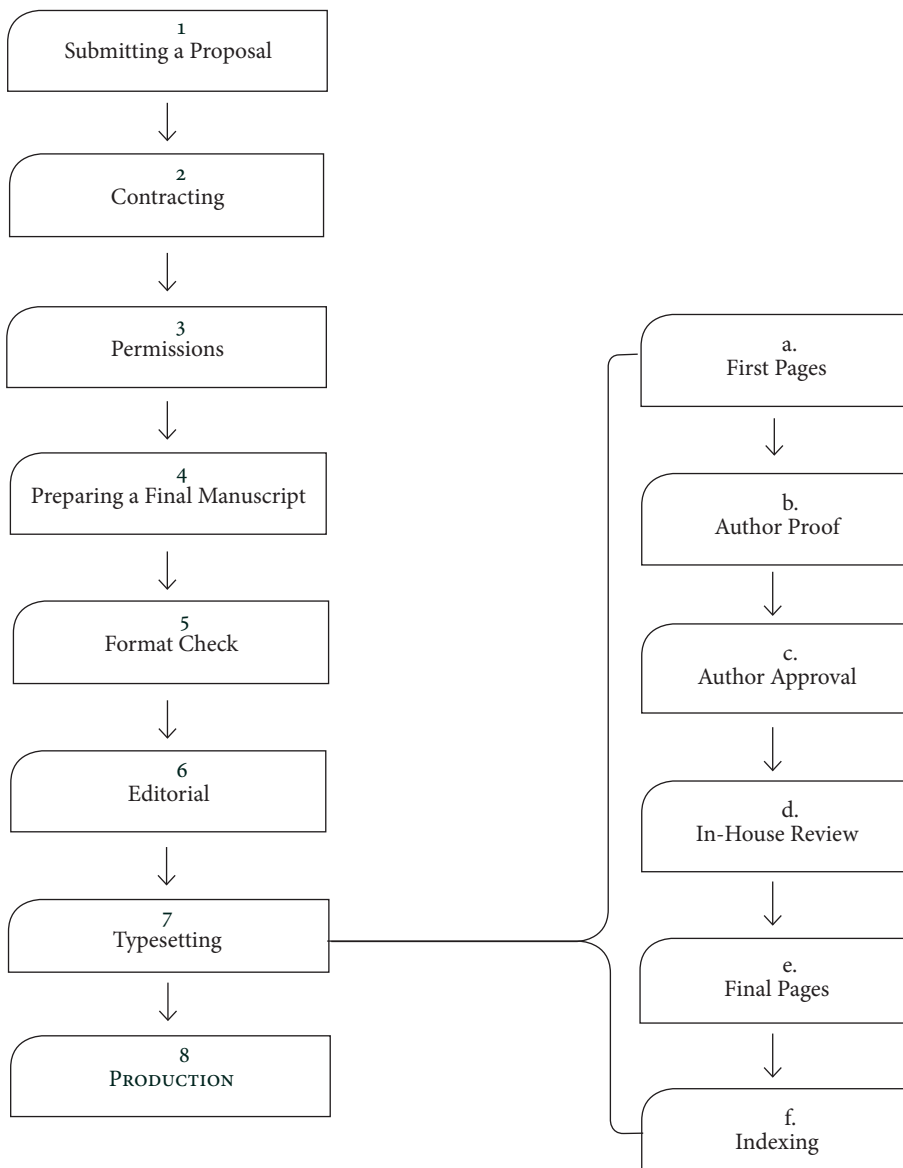 1
Submitting a Proposal
2
Contracting
3
Permissions
4
Preparing a Final Manuscript
5
Format Check
6
Editorial
7
Typesetting
8
Production
a.
First Pages
b.
Author Proof
c.
Author Approval
d.
In-House Review
e.
Final Pages
f.
Indexing